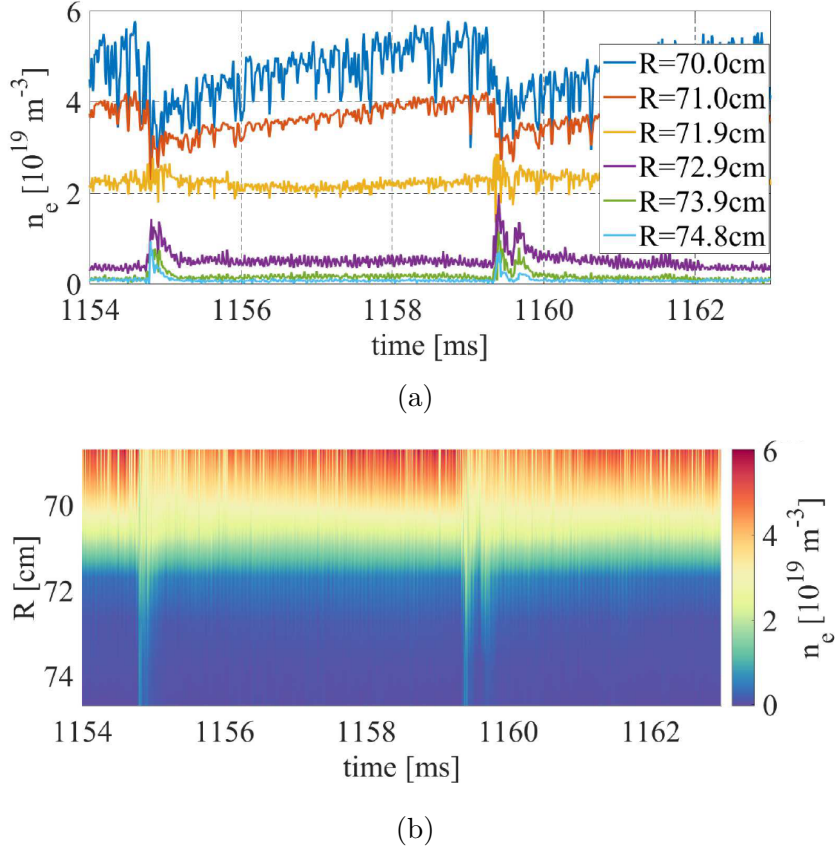 6
4
2
0
n_e [10^19 m^-3]
R=70.0cm
R=71.0cm
R=71.9cm
R=72.9cm
R=73.9cm
R=74.8cm
1154 1156 1158 1160 1162
time [ms]
(a)
70
72
74
R [cm]
6
4
2
0
n_e [10^19 m^-3]
1154 1156 1158 1160 1162
time [ms]
(b)